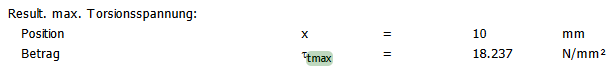 Result. max. Torsionsspannung:
Position x = 10 mm
Betrag τtmax = 18.237 N/mm²